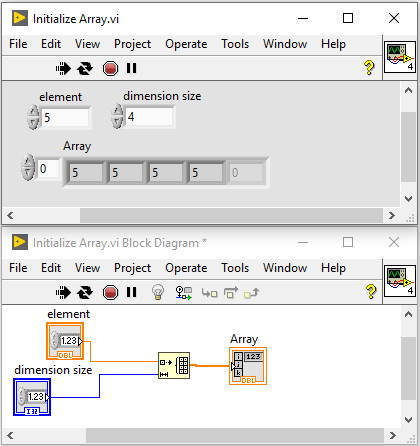 Initialize Array.vi
File Edit View Project Operate Tools Window Help
? 4
element dimension size
5 4
Array
0 5 5 5 5 0
Initialize Array.vi Block Diagram *
File Edit View Project Operate Tools Window Help
? 4
element
1.23
DBL
Array
i 123
j
k
DBL
dimension size
1.23
I32